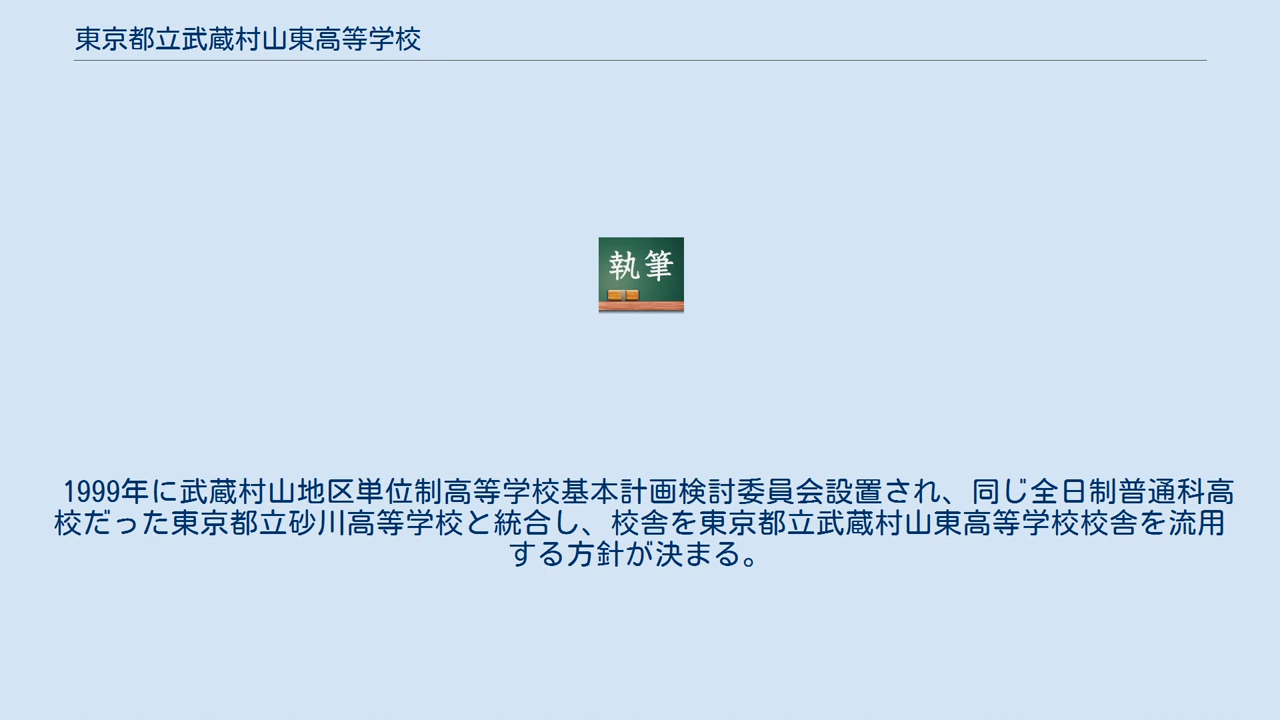 東京都立武蔵村山東高等学校
執筆
1999年に武蔵村山地区単位制高等学校基本計画検討委員会設置され、同じ全日制普通科高
校だった東京都立砂川高等学校と統合し、校舎を東京都立武蔵村山東高等学校校舎を流用
する方針が決まる。